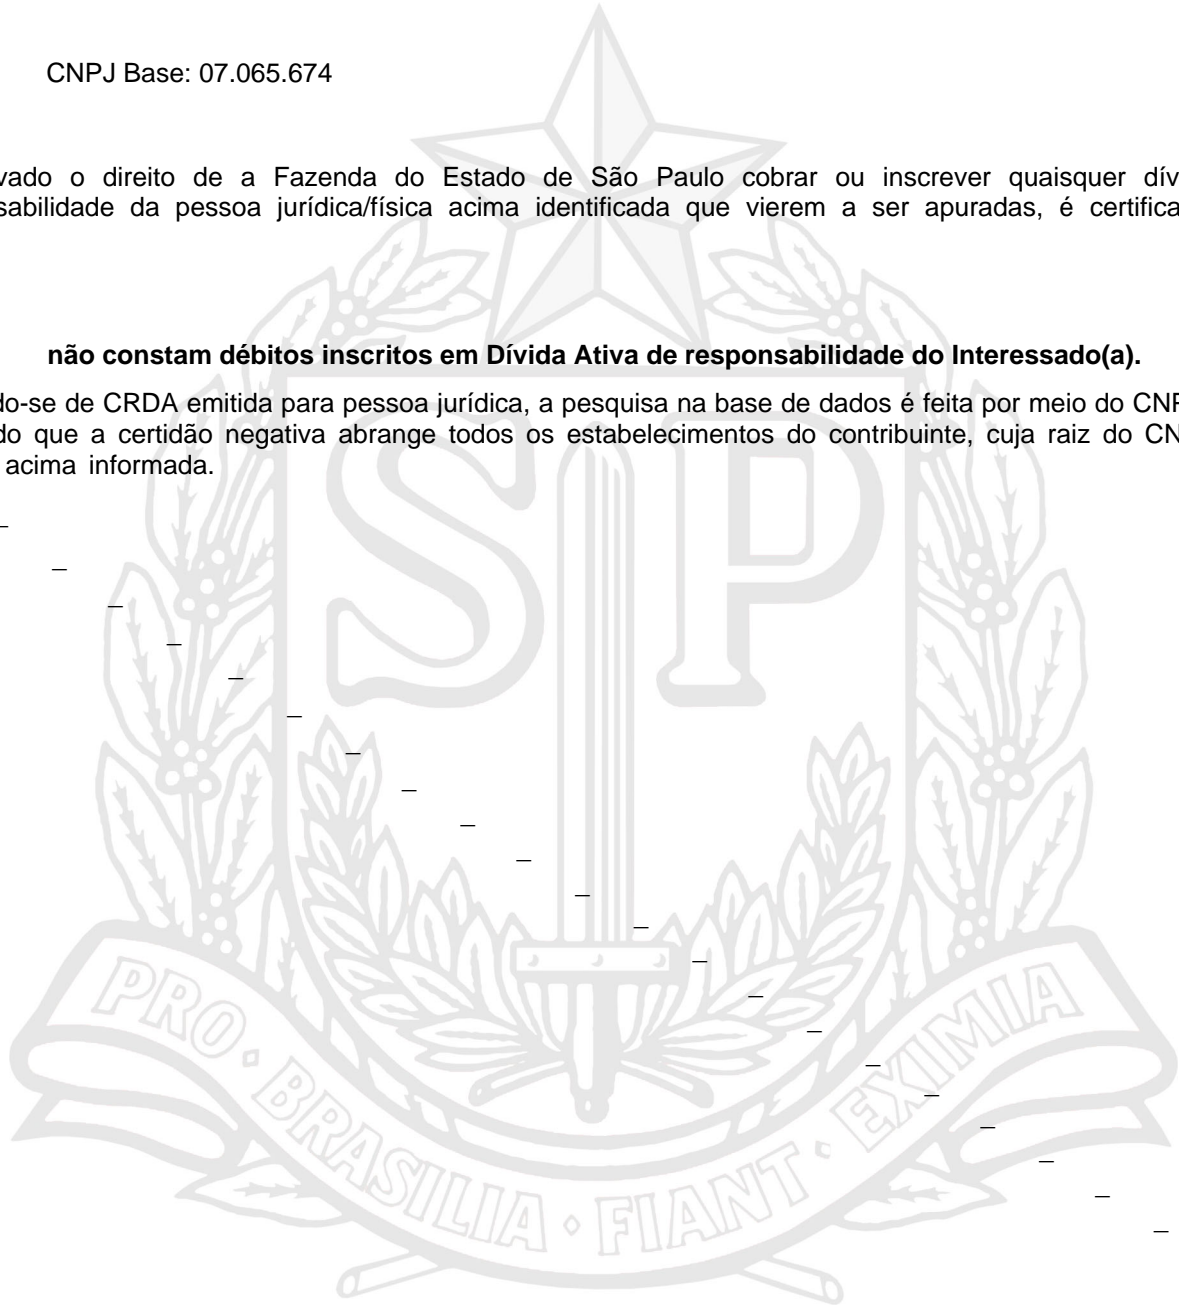 CNPJ Base: 07.065.674
vado o direito de a Fazenda do Estado de São Paulo cobrar ou inscrever quaisquer dív
sabilidade da pessoa jurídica/física acima identificada que vierem a ser apuradas, é certifica
não constam débitos inscritos em Dívida Ativa de responsabilidade do Interessado(a).
do-se de CRDA emitida para pessoa jurídica, a pesquisa na base de dados é feita por meio do CNP
do que a certidão negativa abrange todos os estabelecimentos do contribuinte, cuja raiz do CN
acima informada.
SP
PRO • BRASILIA • FIANT • EXIMIA